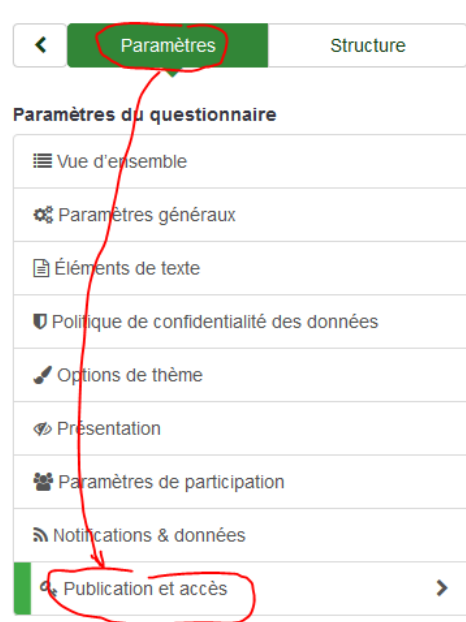 Paramètres Structure
Paramètres du questionnaire
Vue d'ensemble
Paramètres généraux
Éléments de texte
Politique de confidentialité des données
Options de thème
Présentation
Paramètres de participation
Notifications & données
Publication et accès